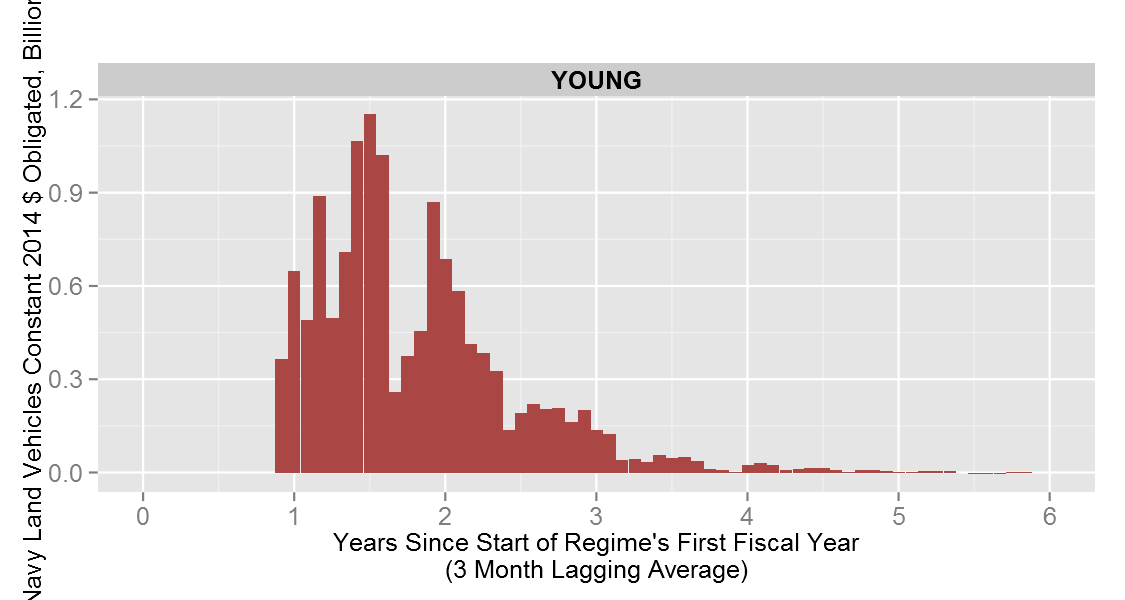 YOUNG
Navy Land Vehicles Constant 2014 $ Obligated,
1.2
0.9
0.6
0.3
0.0
0 1 2 3 4 5 6
Years Since Start of Regime's First Fiscal Year
(3 Month Lagging Average)